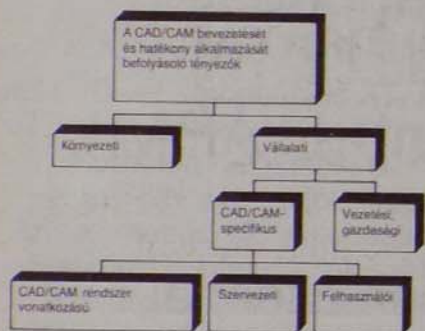 A CAD/CAM bevezetését
és hatékony alkalmazását
befolyásoló tényezők
Környezeti
Vállalati
CAD/CAM-
specifikus
Vezetési,
gazdasági
CAD/CAM rendszer
vonatkozású
Szervezeti
Felhasználói